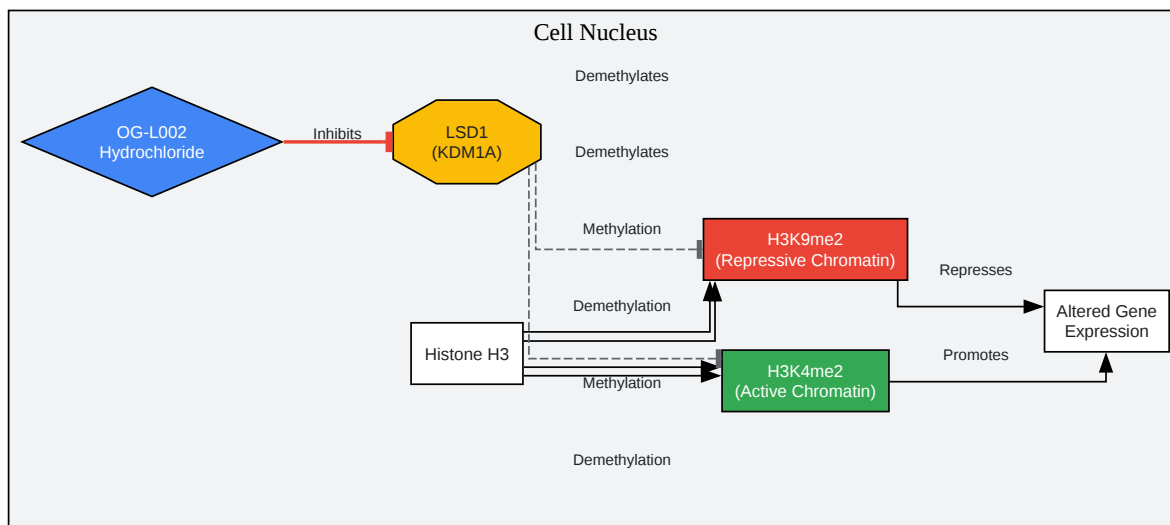 Cell Nucleus
Demethylates
OG-L002
Hydrochloride
Inhibits
LSD1
(KDM1A)
Demethylates
Methylation
H3K9me2
(Repressive Chromatin)
Represses
Demethylation
Altered Gene
Expression
Histone H3
Promotes
Methylation
H3K4me2
(Active Chromatin)
Demethylation